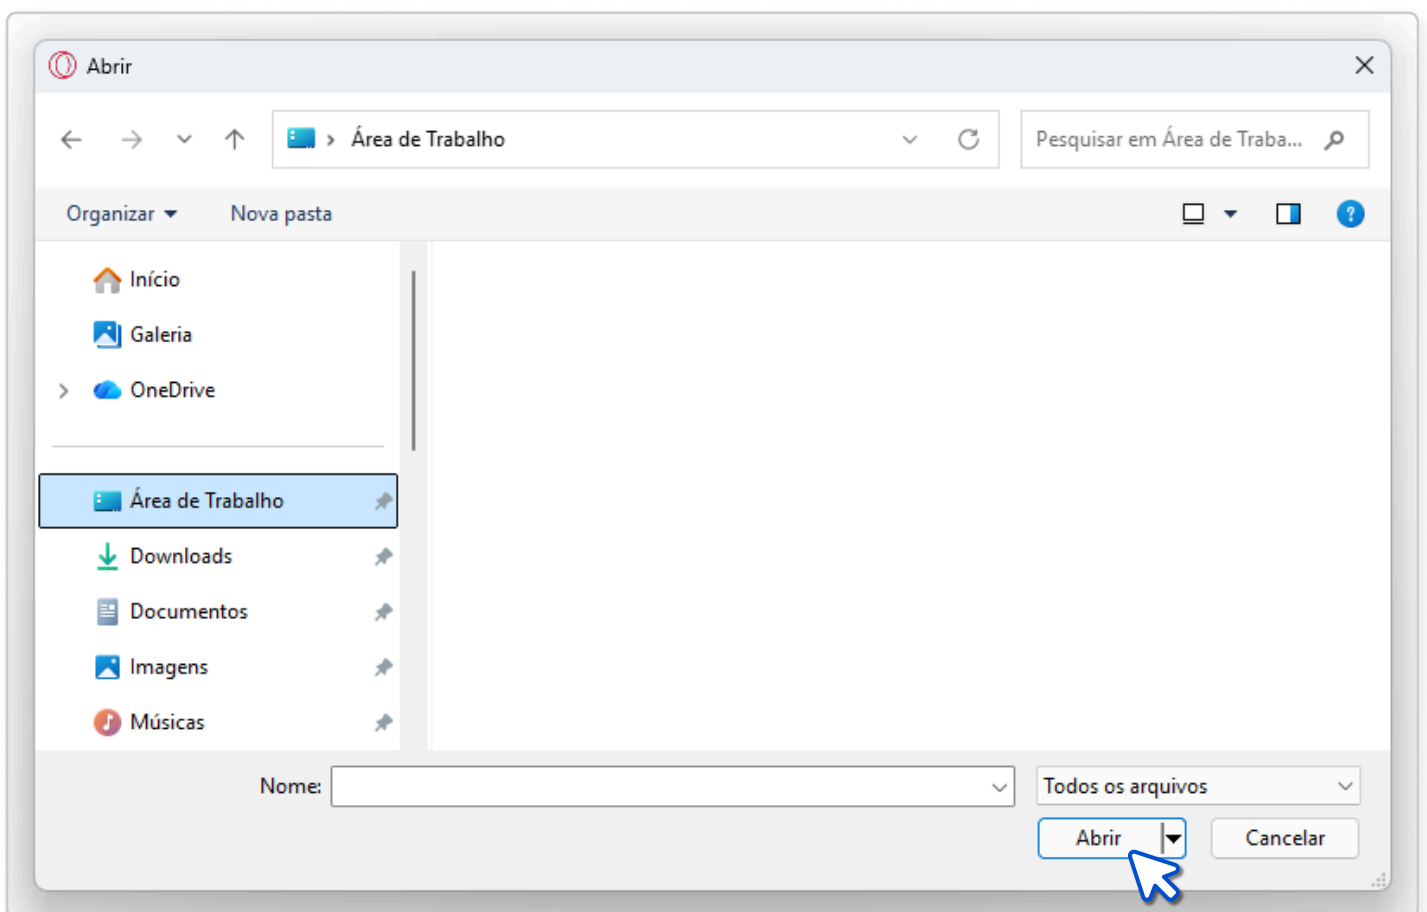 Abrir
Área de Trabalho
Pesquisar em Área de Traba...
Organizar
Nova pasta
?
Início
Galeria
OneDrive
Área de Trabalho
Downloads
Documentos
Imagens
Músicas
Nome:
Todos os arquivos
Abrir
Cancelar